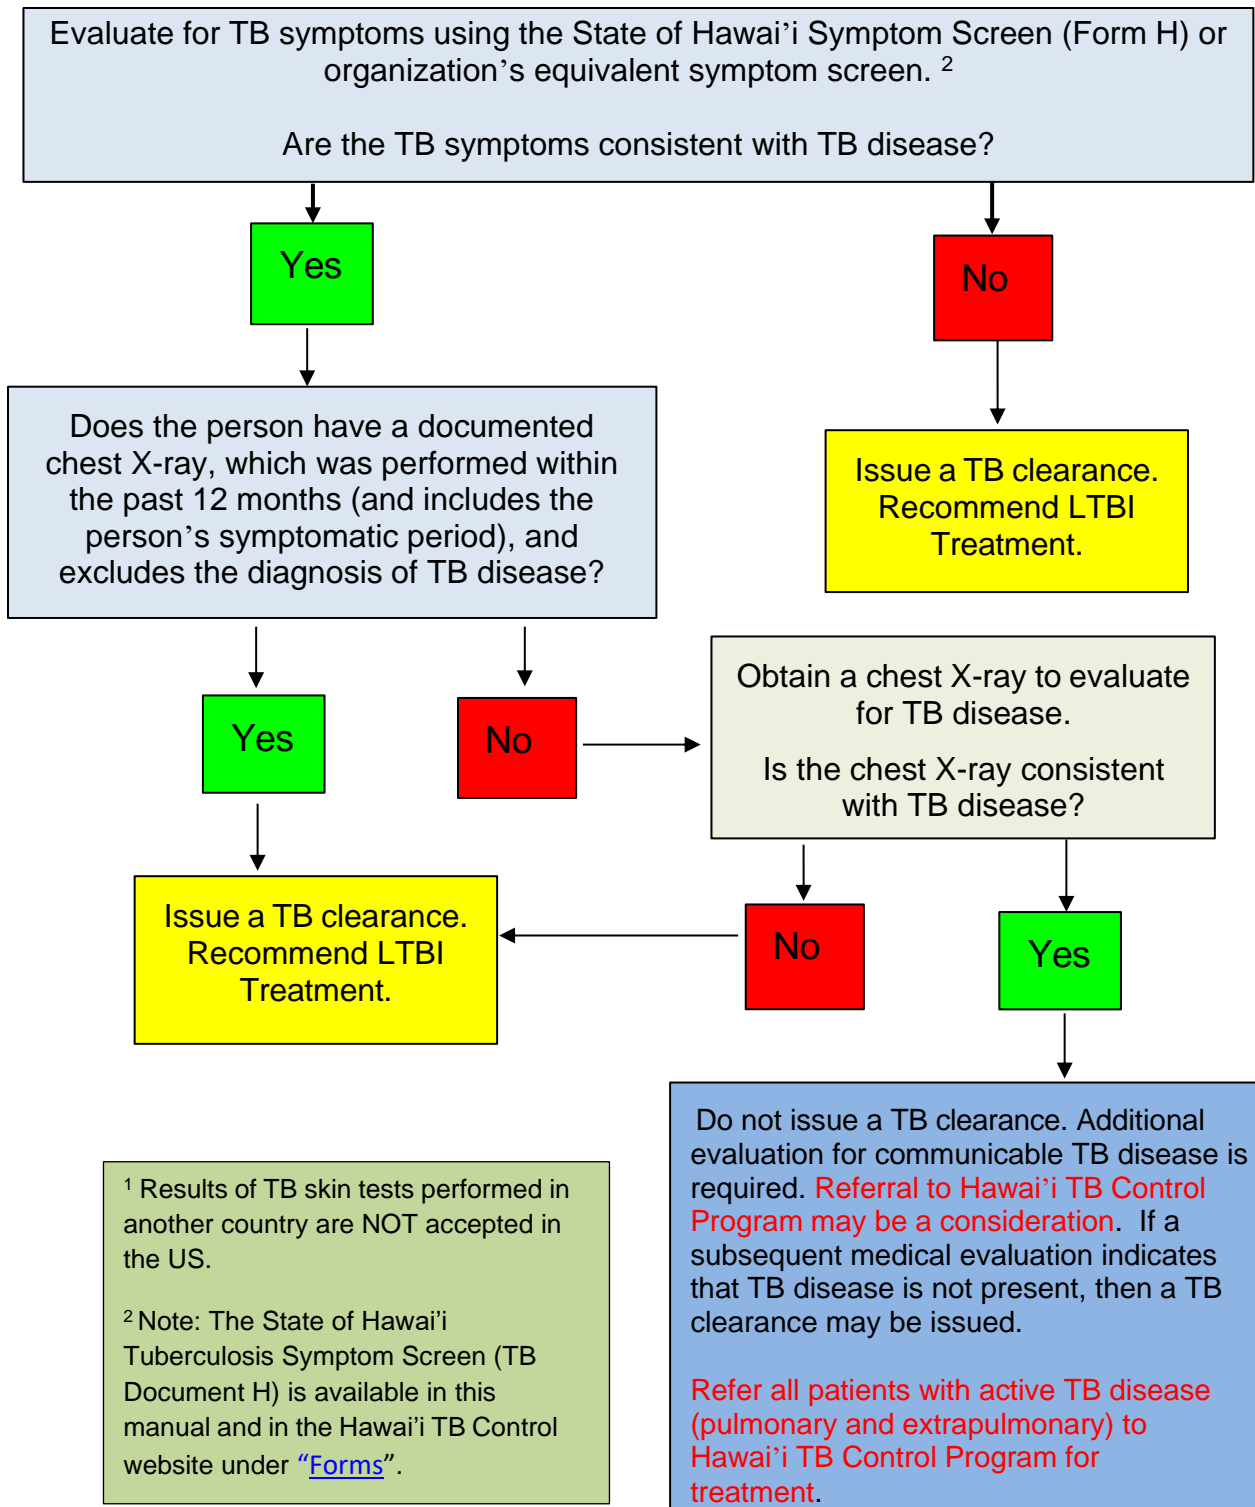 Evaluate for TB symptoms using the State of Hawai’i Symptom Screen (Form H) or
organization’s equivalent symptom screen. ²
Are the TB symptoms consistent with TB disease?
Yes
No
Does the person have a documented
chest X-ray, which was performed within
the past 12 months (and includes the
person’s symptomatic period), and
excludes the diagnosis of TB disease?
Issue a TB clearance.
Recommend LTBI
Treatment.
Yes
No
Obtain a chest X-ray to evaluate
for TB disease.
Is the chest X-ray consistent
with TB disease?
Issue a TB clearance.
Recommend LTBI
Treatment.
No
Yes
Do not issue a TB clearance. Additional
evaluation for communicable TB disease is
required. Referral to Hawai’i TB Control
Program may be a consideration. If a
subsequent medical evaluation indicates
that TB disease is not present, then a TB
clearance may be issued.
Refer all patients with active TB disease
(pulmonary and extrapulmonary) to
Hawai’i TB Control Program for
treatment.
¹ Results of TB skin tests performed in
another country are NOT accepted in
the US.
² Note: The State of Hawai’i
Tuberculosis Symptom Screen (TB
Document H) is available in this
manual and in the Hawai’i TB Control
website under “Forms”.